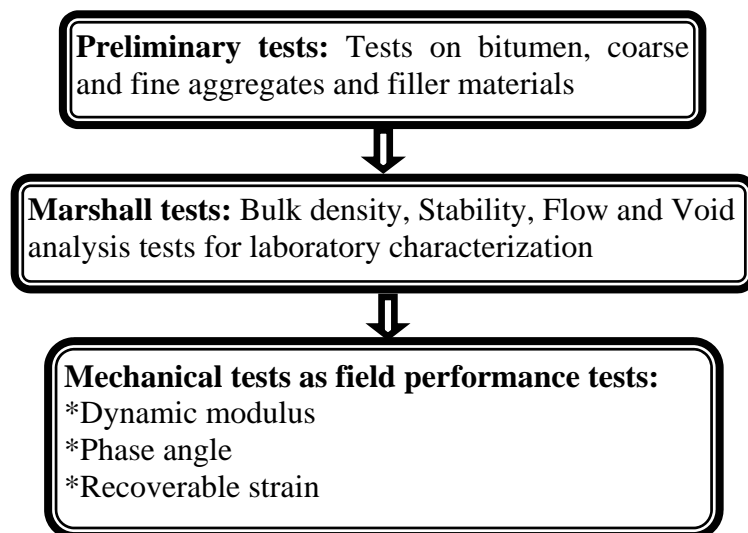 Preliminary tests: Tests on bitumen, coarse
and fine aggregates and filler materials
Marshall tests: Bulk density, Stability, Flow and Void
analysis tests for laboratory characterization
Mechanical tests as field performance tests:
*Dynamic modulus
*Phase angle
*Recoverable strain